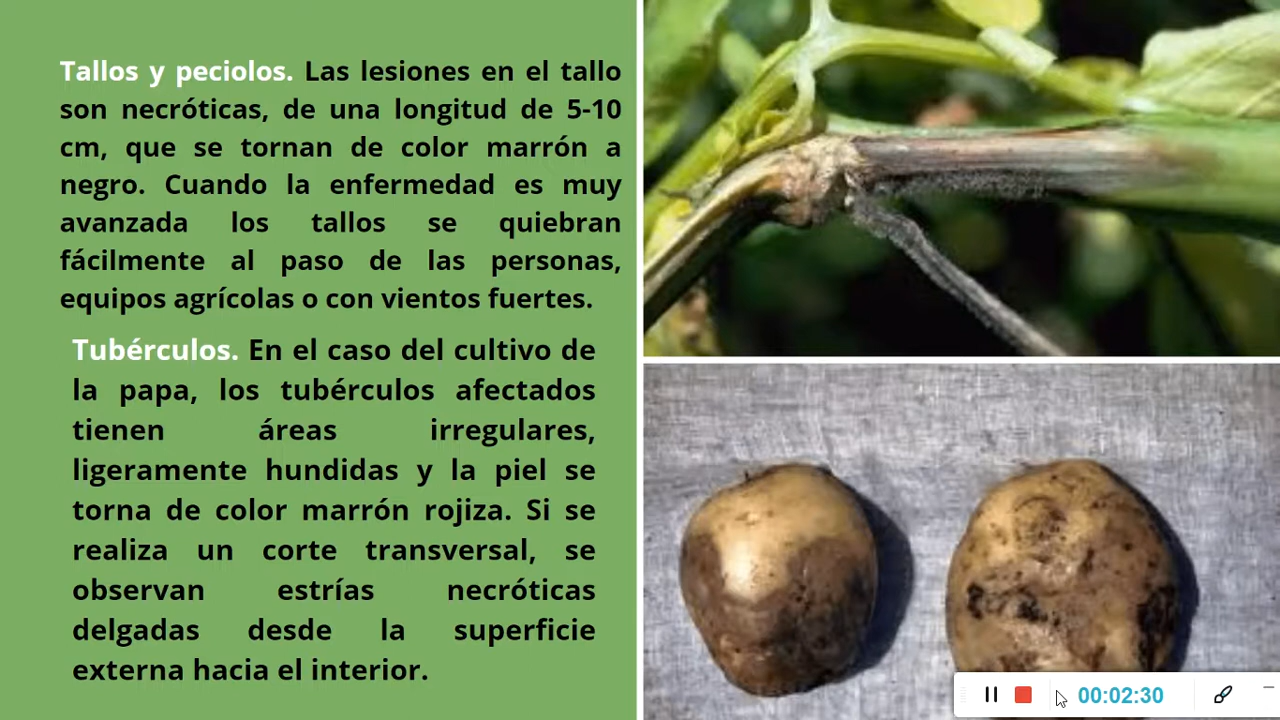 Tallos y peciolos. Las lesiones en el tallo
son necróticas, de una longitud de 5-10
cm, que se tornan de color marrón a
negro. Cuando la enfermedad es muy
avanzada los tallos se quiebran
fácilmente al paso de las personas,
equipos agrícolas o con vientos fuertes.
Tubérculos. En el caso del cultivo de
la papa, los tubérculos afectados
tienen áreas irregulares,
ligeramente hundidas y la piel se
torna de color marrón rojiza. Si se
realiza un corte transversal, se
observan estrías necróticas
delgadas desde la superficie
externa hacia el interior.
00:02:30